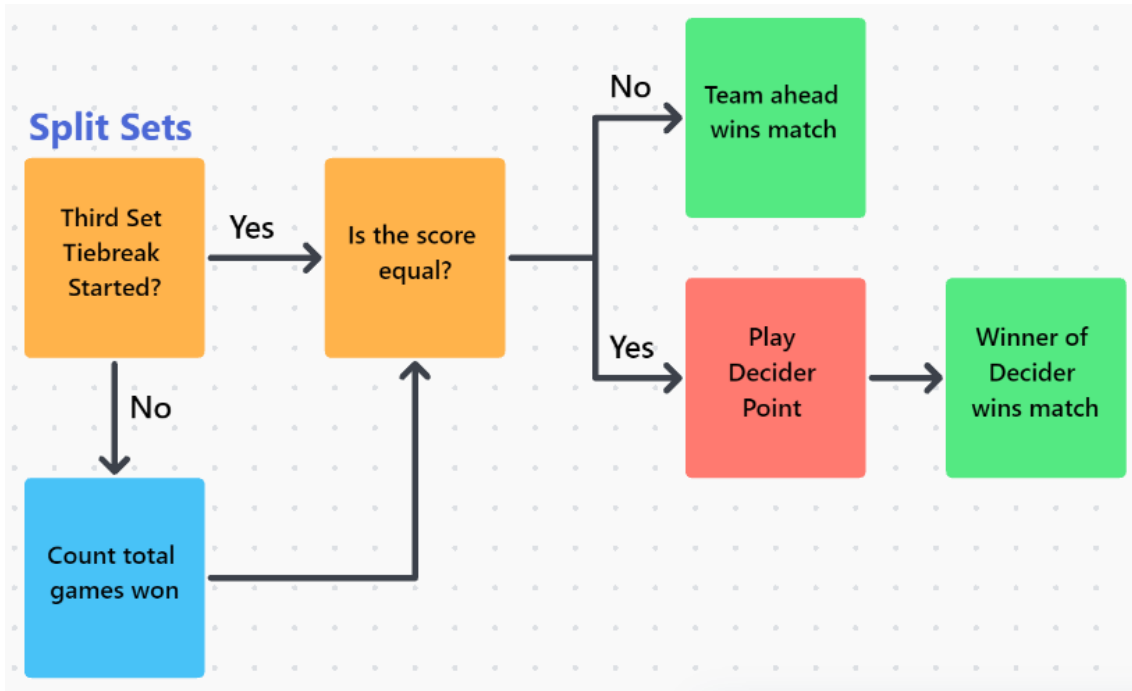 Split Sets
Third Set
Tiebreak
Started?
Yes
Is the score
equal?
No
Team ahead
wins match
Yes
Play
Decider
Point
Winner of
Decider
wins match
No
Count total
games won